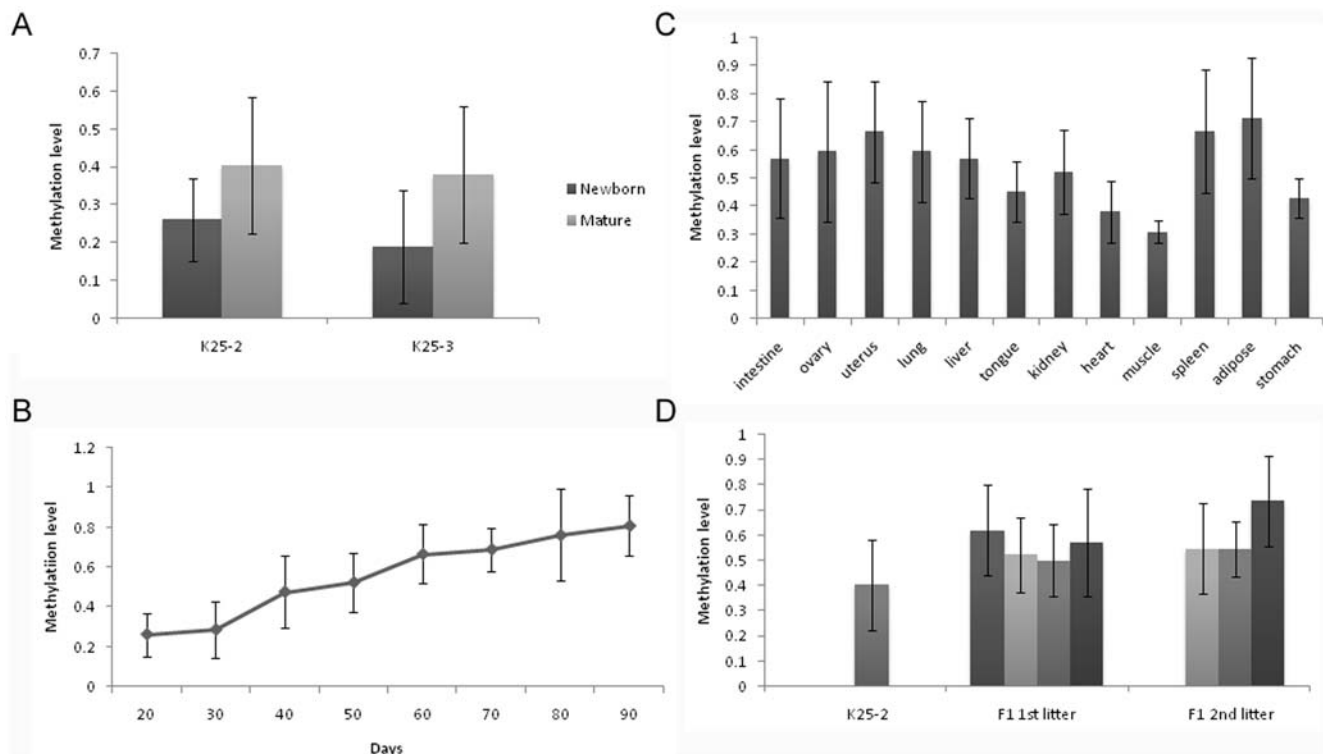 A
0.7
0.6
0.5
0.4
0.3
0.2
0.1
0
Methylation level
K25-2 K25-3
Newborn
Mature
B
1.2
1
0.8
0.6
0.4
0.2
0
Methylation level
20 30 40 50 60 70 80 90
Days
C
1
0.9
0.8
0.7
0.6
0.5
0.4
0.3
0.2
0.1
0
Methylation level
intestine ovary uterus lung liver tongue kidney heart muscle spleen adipose stomach
D
1
0.9
0.8
0.7
0.6
0.5
0.4
0.3
0.2
0.1
0
Methylation level
K25-2 F1 1st litter F1 2nd litter